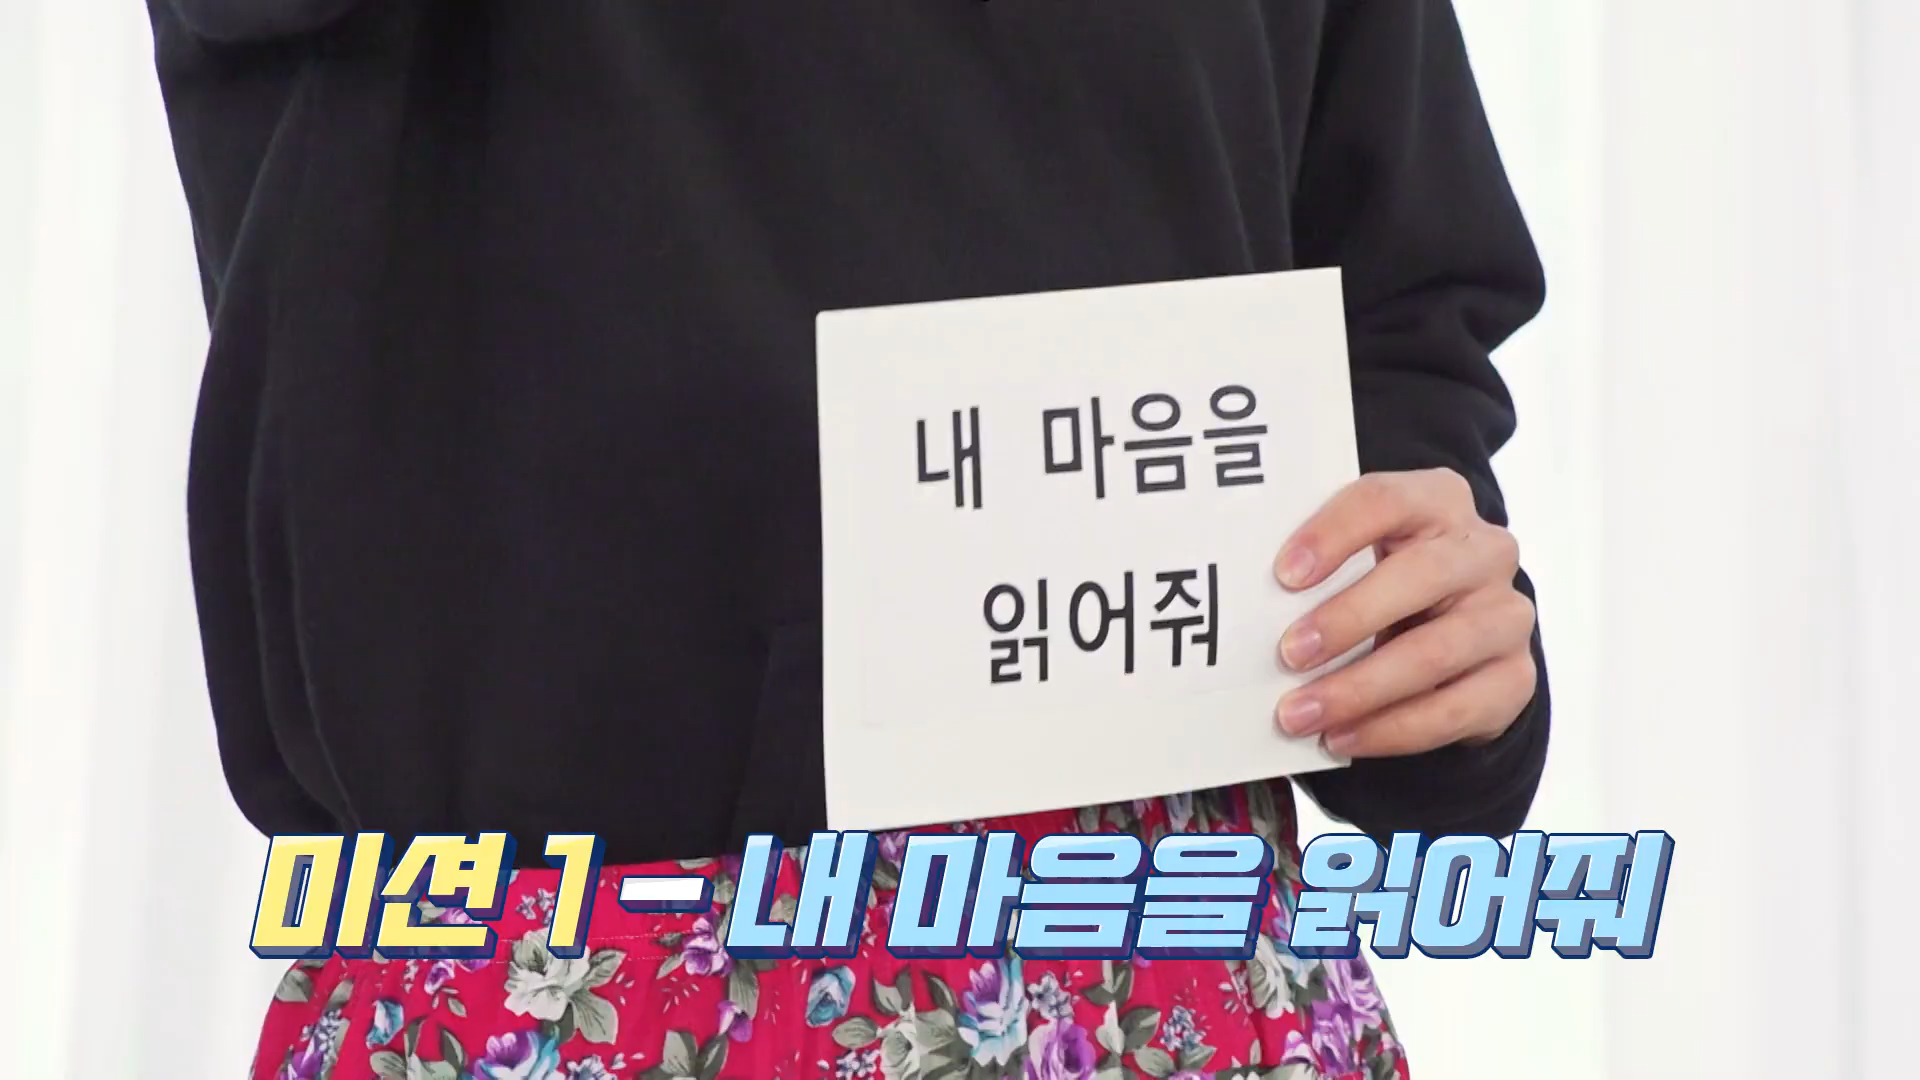 내 마음을
읽어줘
미션 1 - 내 마음을 읽어줘